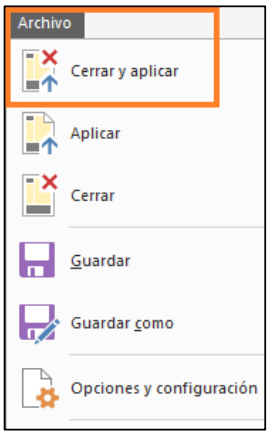 Archivo
Cerrar y aplicar
Aplicar
Cerrar
Guardar
Guardar como
Opciones y configuración